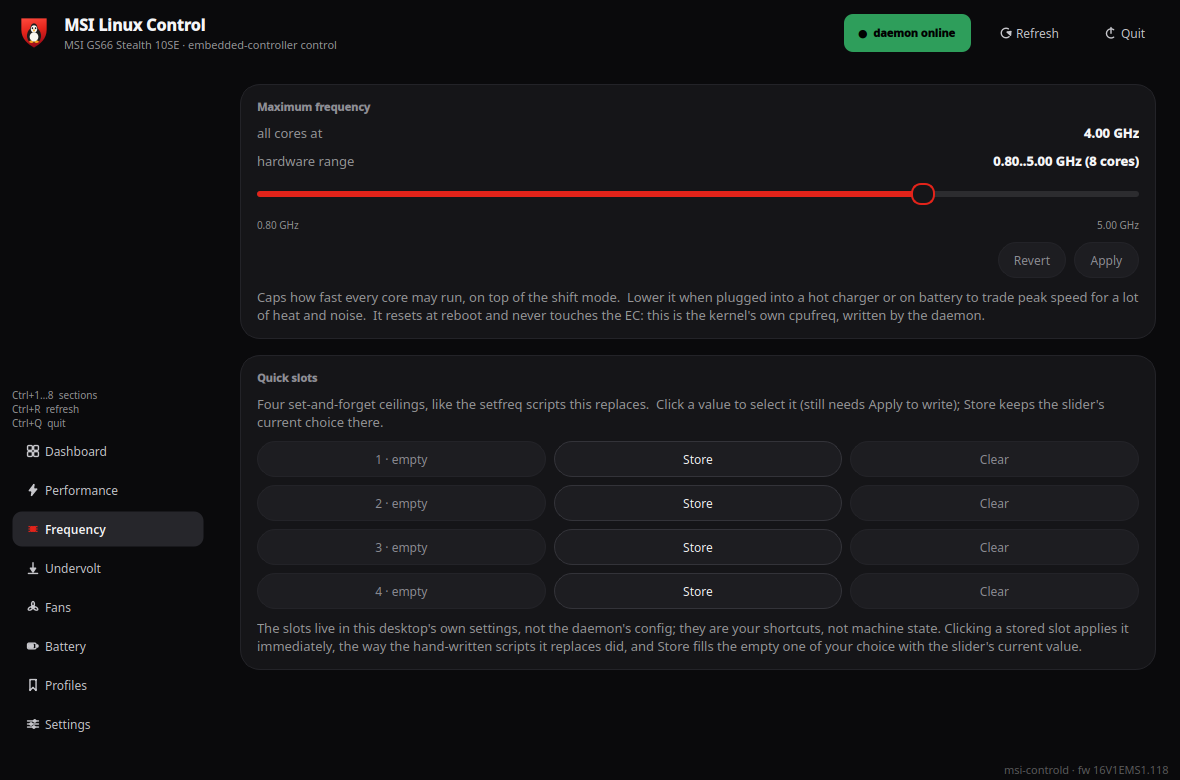 MSI Linux Control
MSI GS66 Stealth 10SE · embedded-controller control
daemon online
Refresh
Quit
Maximum frequency
all cores at
4.00 GHz
hardware range
0.80..5.00 GHz (8 cores)
0.80 GHz
5.00 GHz
Revert
Apply
Caps how fast every core may run, on top of the shift mode.  Lower it when plugged into a hot charger or on battery to trade peak speed for a lot
of heat and noise.  It resets at reboot and never touches the EC: this is the kernel's own cpufreq, written by the daemon.
Quick slots
Four set-and-forget ceilings, like the setfreq scripts this replaces.  Click a value to select it (still needs Apply to write); Store keeps the slider's
current choice there.
1 · empty
Store
Clear
2 · empty
Store
Clear
3 · empty
Store
Clear
4 · empty
Store
Clear
The slots live in this desktop's own settings, not the daemon's config; they are your shortcuts, not machine state. Clicking a stored slot applies it
immediately, the way the hand-written scripts it replaces did, and Store fills the empty one of your choice with the slider's current value.
Ctrl+1…8  sections
Ctrl+R  refresh
Ctrl+Q  quit
Dashboard
Performance
Frequency
Undervolt
Fans
Battery
Profiles
Settings
msi-controld · fw 16V1EMS1.118